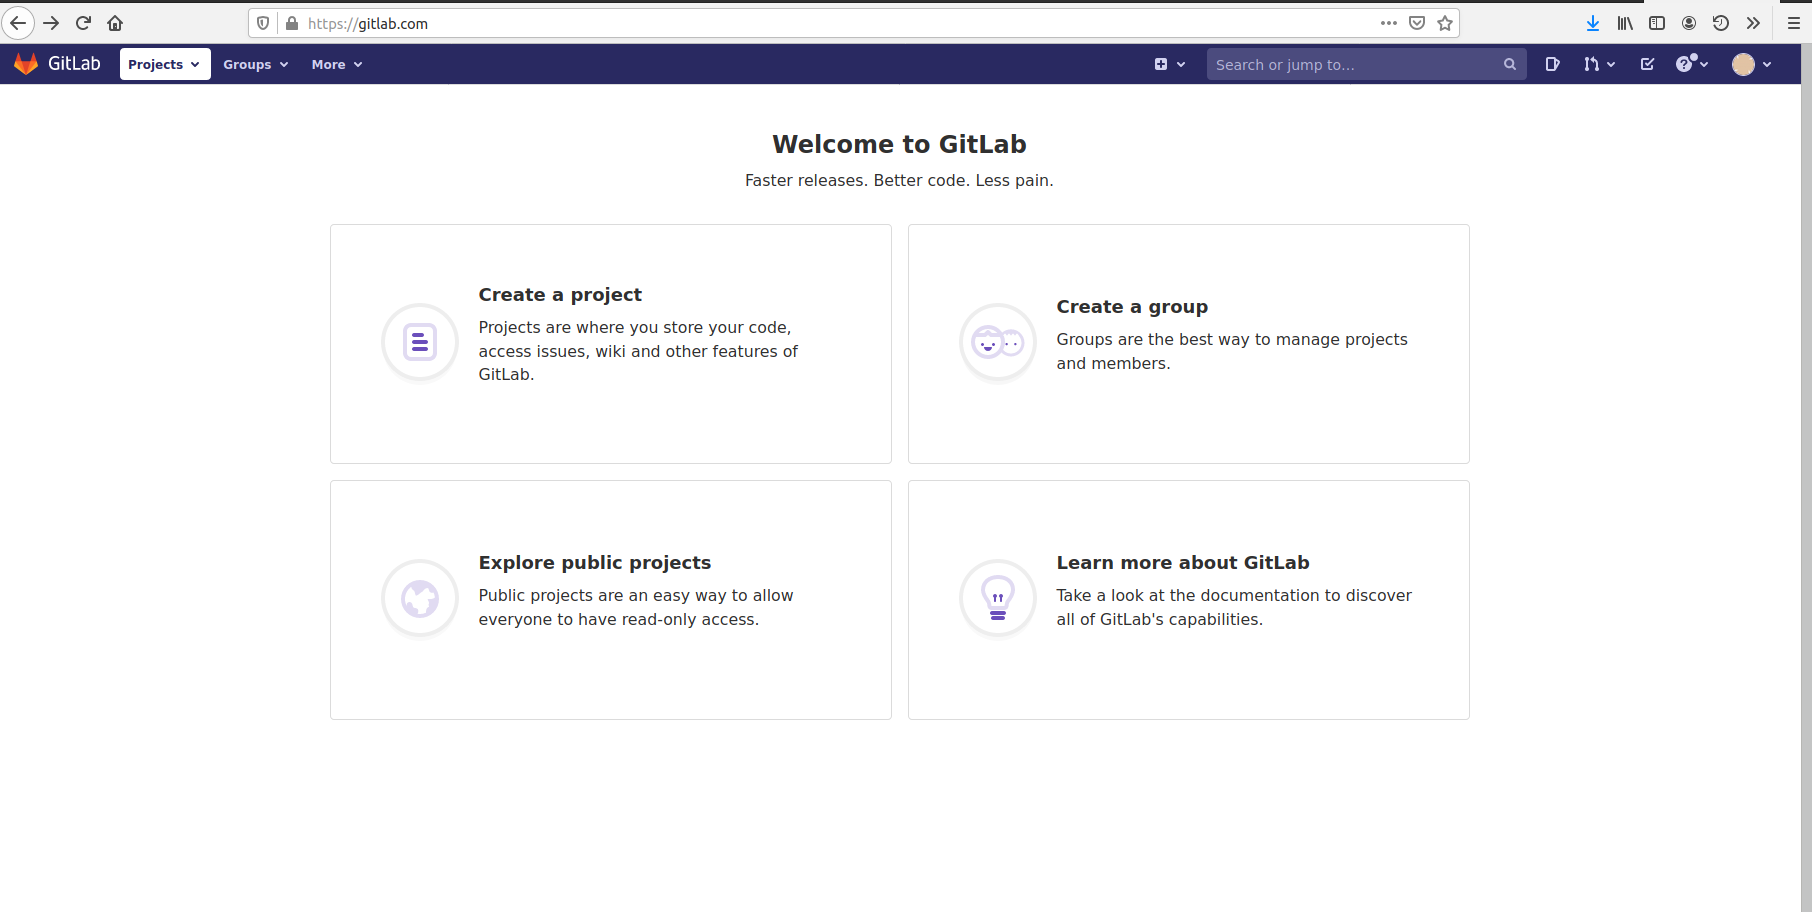 https://gitlab.com
GitLab Projects Groups More Search or jump to...
Welcome to GitLab
Faster releases. Better code. Less pain.
Create a project
Projects are where you store your code,
access issues, wiki and other features of
GitLab.
Create a group
Groups are the best way to manage projects
and members.
Explore public projects
Public projects are an easy way to allow
everyone to have read-only access.
Learn more about GitLab
Take a look at the documentation to discover
all of GitLab's capabilities.